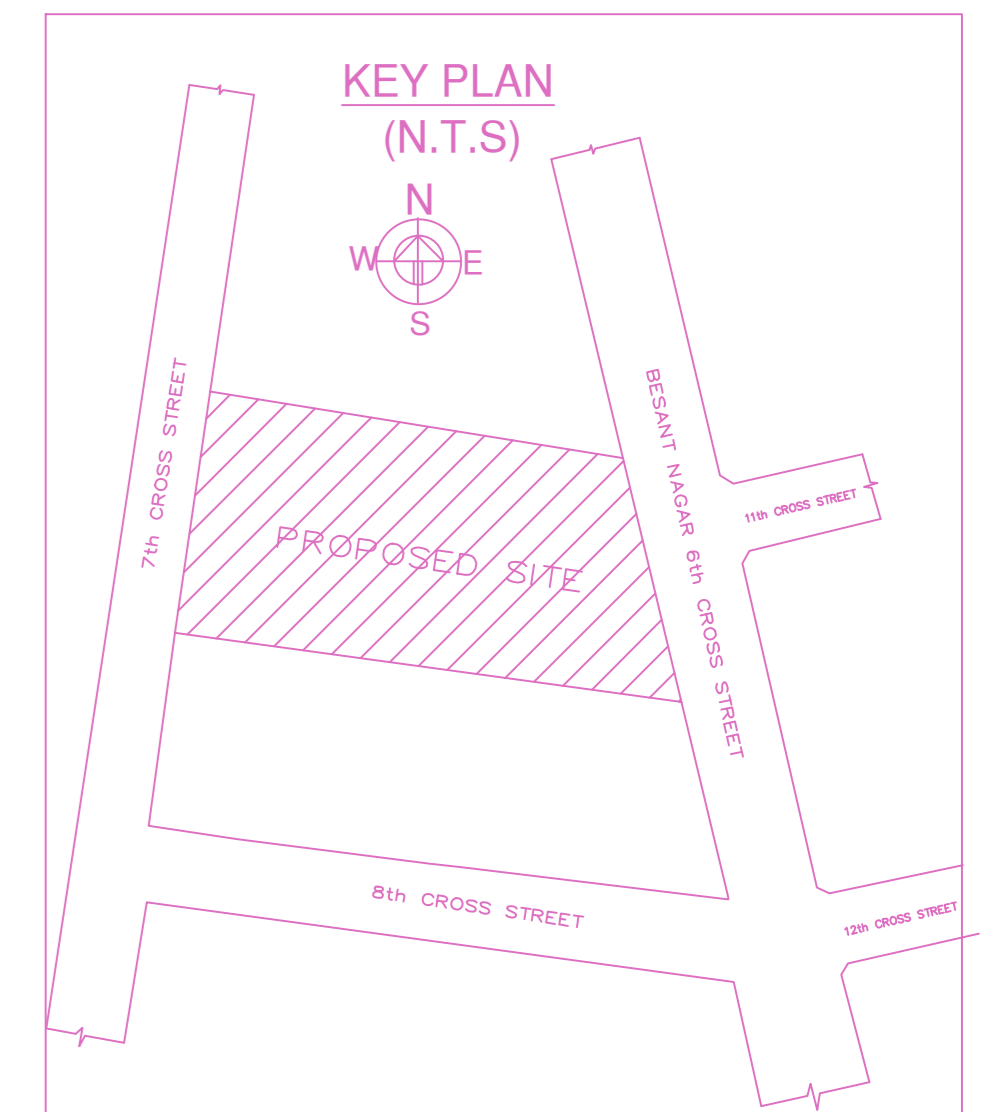 KEY PLAN
(N.T.S)
N
W
E
S
7th CROSS STREET
BESANT NAGAR 6th CROSS STREET
11th CROSS STREET
PROPOSED SITE
8th CROSS STREET
12th CROSS STREET